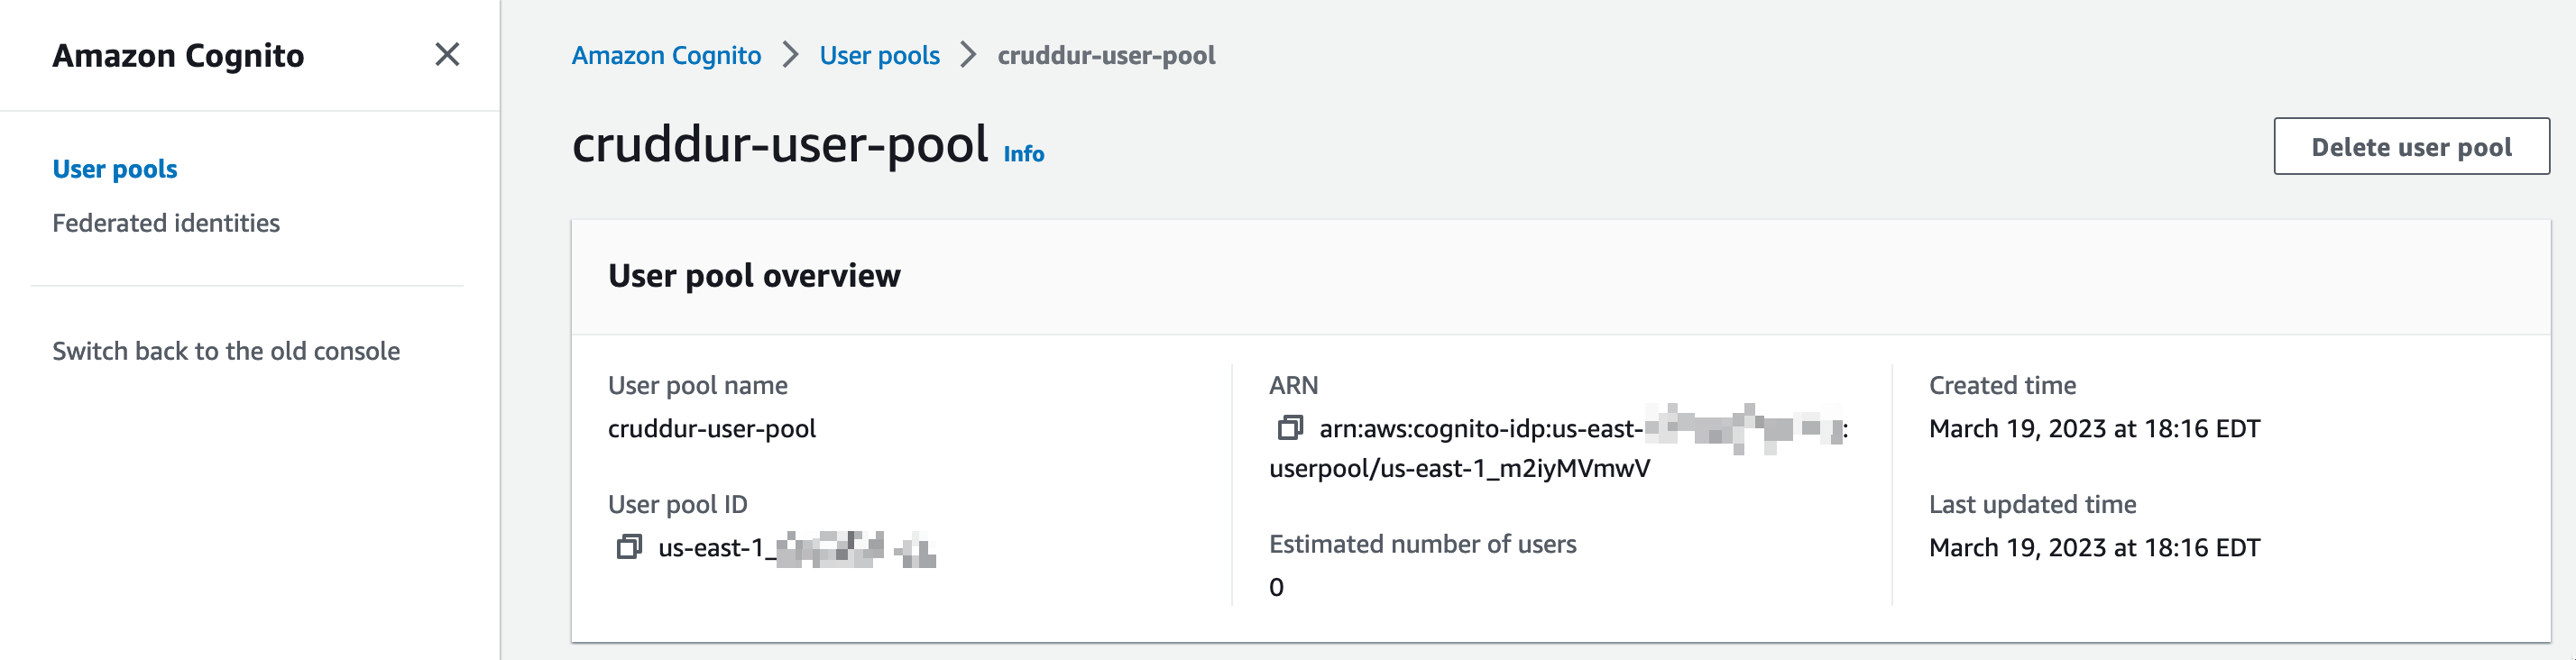 Amazon Cognito
User pools
Federated identities
Switch back to the old console
Amazon Cognito > User pools > cruddur-user-pool
cruddur-user-pool Info
Delete user pool
User pool overview
User pool name
cruddur-user-pool
User pool ID
us-east-1_
ARN
arn:aws:cognito-idp:us-east- :
userpool/us-east-1_m2iyMVmwV
Estimated number of users
0
Created time
March 19, 2023 at 18:16 EDT
Last updated time
March 19, 2023 at 18:16 EDT